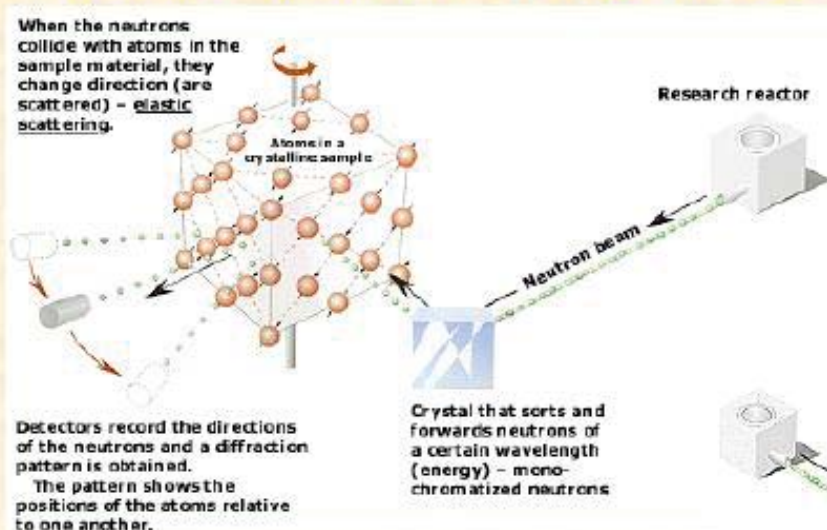 When the neutrons
collide with atoms in the
sample material, they
change direction (are
scattered) – elastic
scattering.
Atoms in a
crystalline sample
Research reactor
Neutron beam
Detectors record the directions
of the neutrons and a diffraction
pattern is obtained.
The pattern shows the
positions of the atoms relative
to one another.
Crystal that sorts and
forwards neutrons of
a certain wavelength
(energy) – mono-
chromatized neutrons